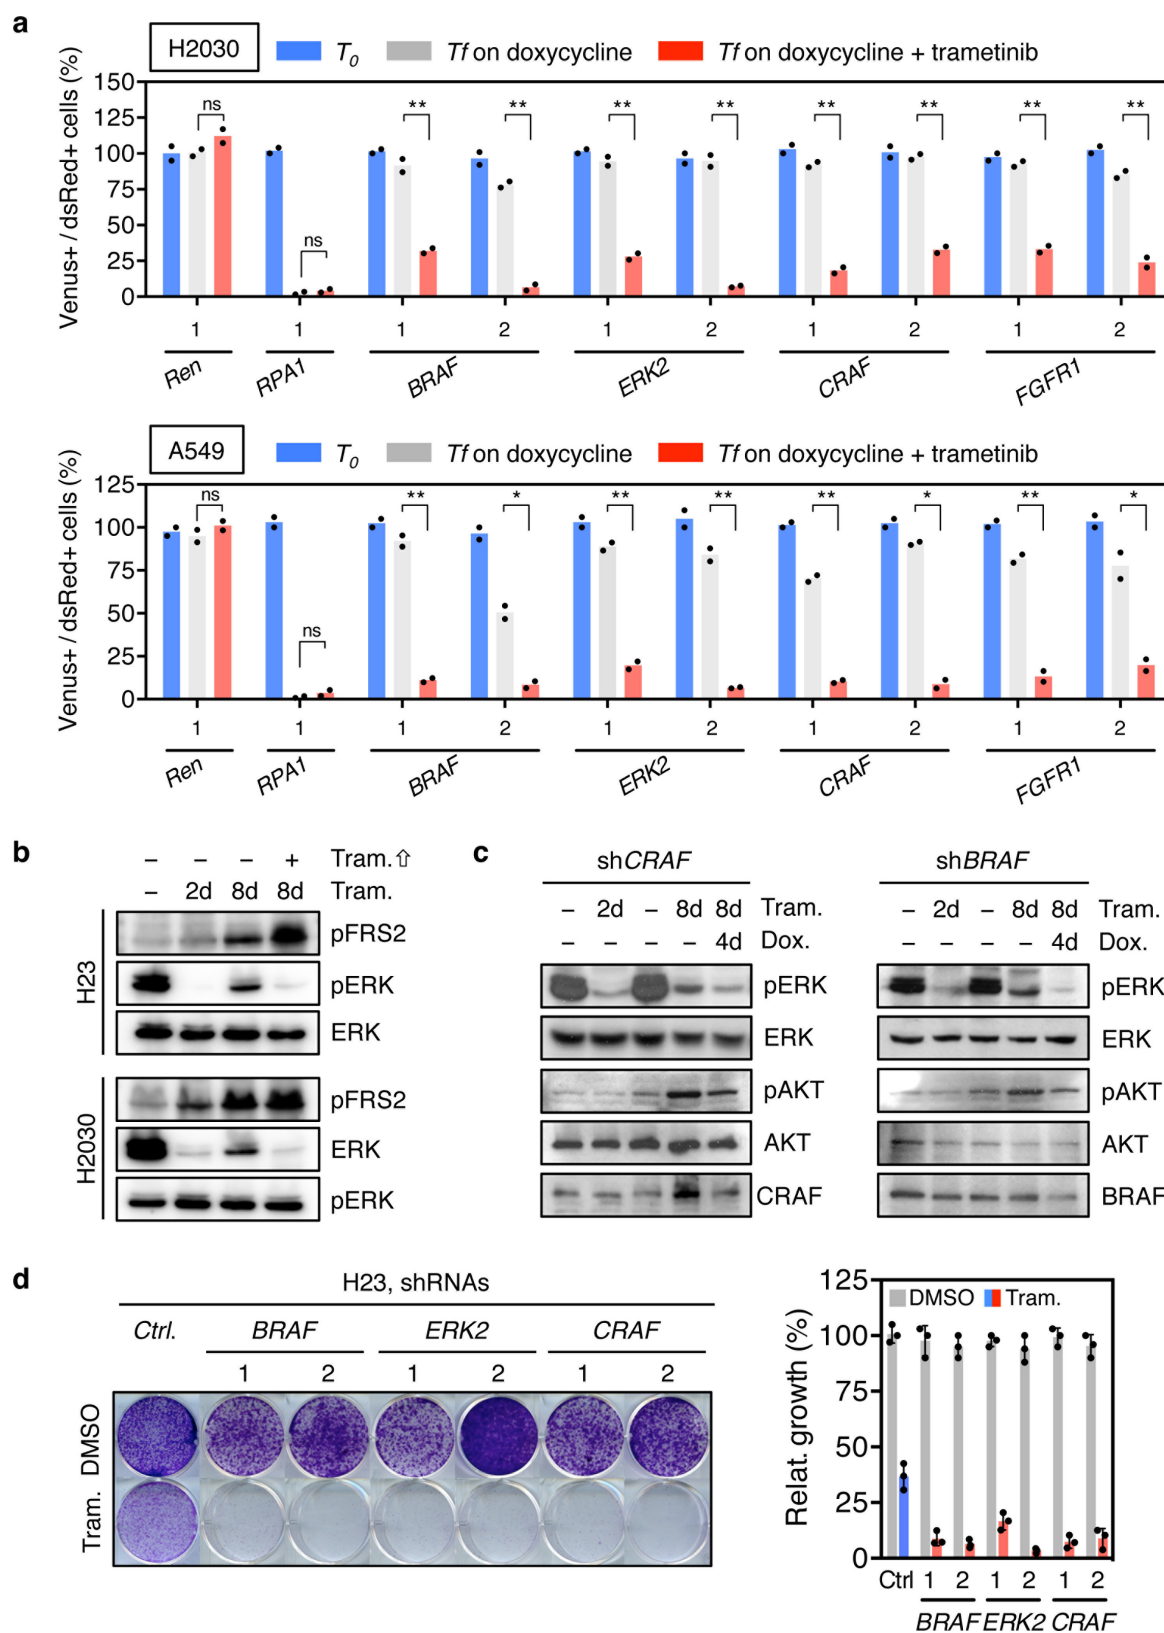 a
H2030
T0 Tf on doxycycline Tf on doxycycline + trametinib
Venus+ / dsRed+ cells (%)
150
125
100
75
50
25
0
ns ns ** ** ** ** ** ** ** **
1 1 1 2 1 2 1 2 1 2
Ren RPA1 BRAF ERK2 CRAF FGFR1
A549
T0 Tf on doxycycline Tf on doxycycline + trametinib
Venus+ / dsRed+ cells (%)
125
100
75
50
25
0
ns ns ** * ** ** ** * ** *
1 1 1 2 1 2 1 2 1 2
Ren RPA1 BRAF ERK2 CRAF FGFR1
b
– – – + Tram.⇧
– 2d 8d 8d Tram.
H23
pFRS2
pERK
ERK
H2030
pFRS2
ERK
pERK
c
shCRAF
– 2d – 8d 8d Tram.
– – – – 4d Dox.
pERK
ERK
pAKT
AKT
CRAF
shBRAF
– 2d – 8d 8d Tram.
– – – – 4d Dox.
pERK
ERK
pAKT
AKT
BRAF
d
H23, shRNAs
Ctrl. BRAF ERK2 CRAF
1 2 1 2 1 2
DMSO
Tram.
Relat. growth (%)
125
100
75
50
25
0
DMSO Tram.
Ctrl 1 2 1 2 1 2
BRAF ERK2 CRAF